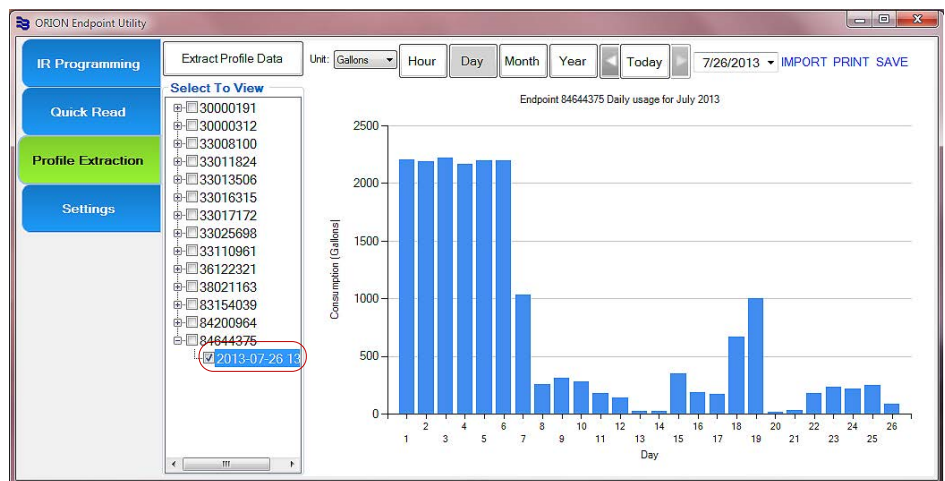 ORION Endpoint Utility
IR Programming
Quick Read
Profile Extraction
Settings
Extract Profile Data
Unit: Gallons
Hour
Day
Month
Year
Today
7/26/2013
IMPORT PRINT SAVE
Select To View
30000191
30000312
33008100
33011824
33013506
33016315
33017172
33025698
33110961
36122321
38021163
83154039
84200964
84644375
2013-07-26 13
Endpoint 84644375 Daily usage for July 2013
Consumption [Gallons]
2500
2000
1500
1000
500
0
2 4 6 8 10 12 14 16 18 20 22 24 26
1 3 5 7 9 11 13 15 17 19 21 23 25
Day